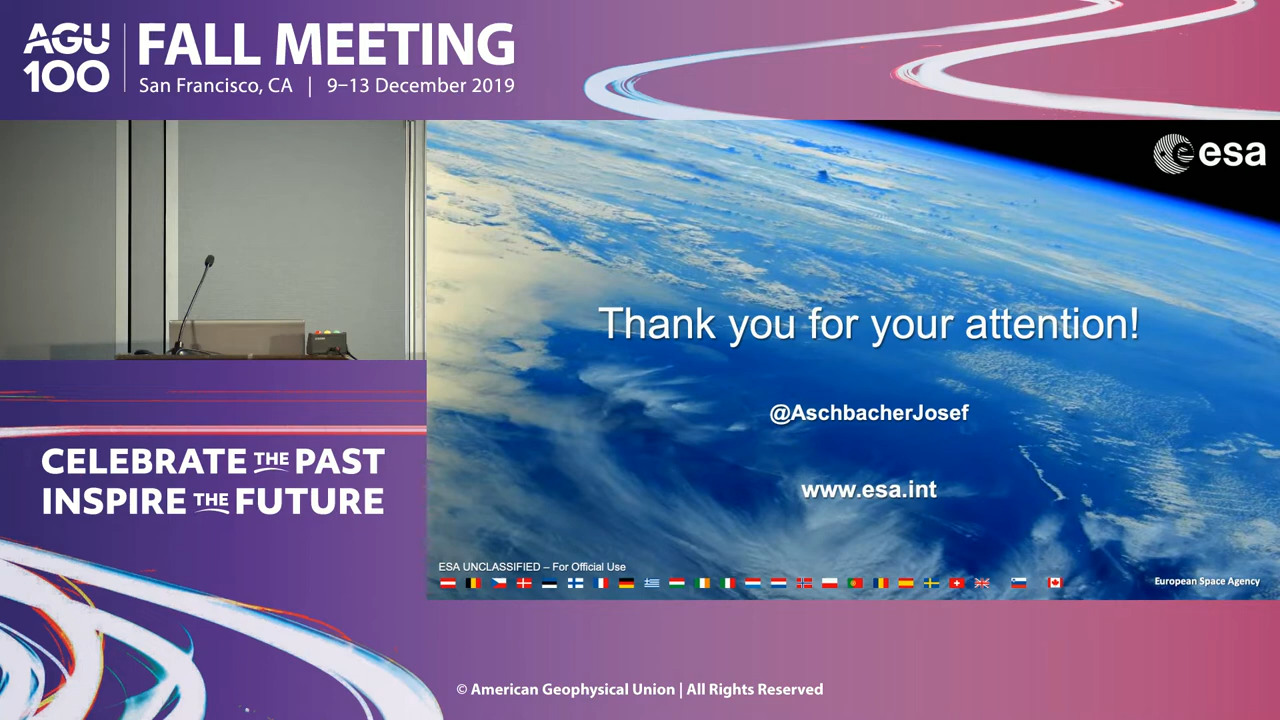 AGU
100
FALL MEETING
San Francisco, CA | 9–13 December 2019
esa
Thank you for your attention!
@AschbacherJosef
www.esa.int
ESA UNCLASSIFIED – For Official Use
European Space Agency
CELEBRATE THE PAST
INSPIRE THE FUTURE
© American Geophysical Union | All Rights Reserved